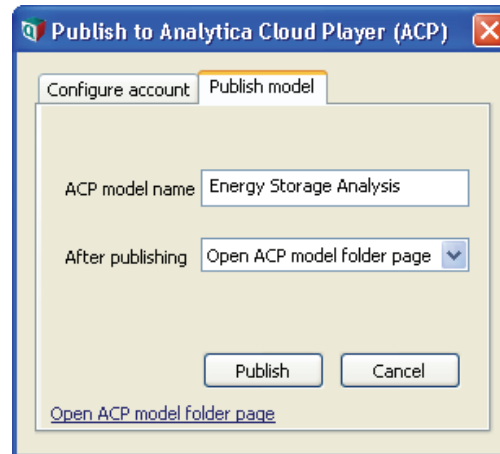 Publish to Analytica Cloud Player (ACP)
Configure account Publish model
ACP model name Energy Storage Analysis
After publishing Open ACP model folder page
Publish Cancel
Open ACP model folder page